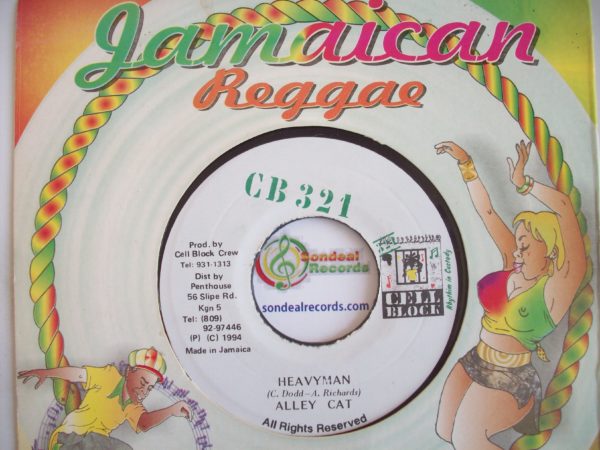 Jamaican
Reggae
CB 321
Prod. by
Cell Block Crew
Tel: 931-1313
Dist by
Penthouse
56 Slipe Rd.
Kgn 5
Tel: (809)
92-97446
(P) (C) 1994
Made in Jamaica
Sondeal
Records
sondealrecords.com
CELL
BLOCK
Rhythm in Custody
HEAVYMAN
(C. Dodd-A. Richards)
ALLEY CAT
All Rights Reserved